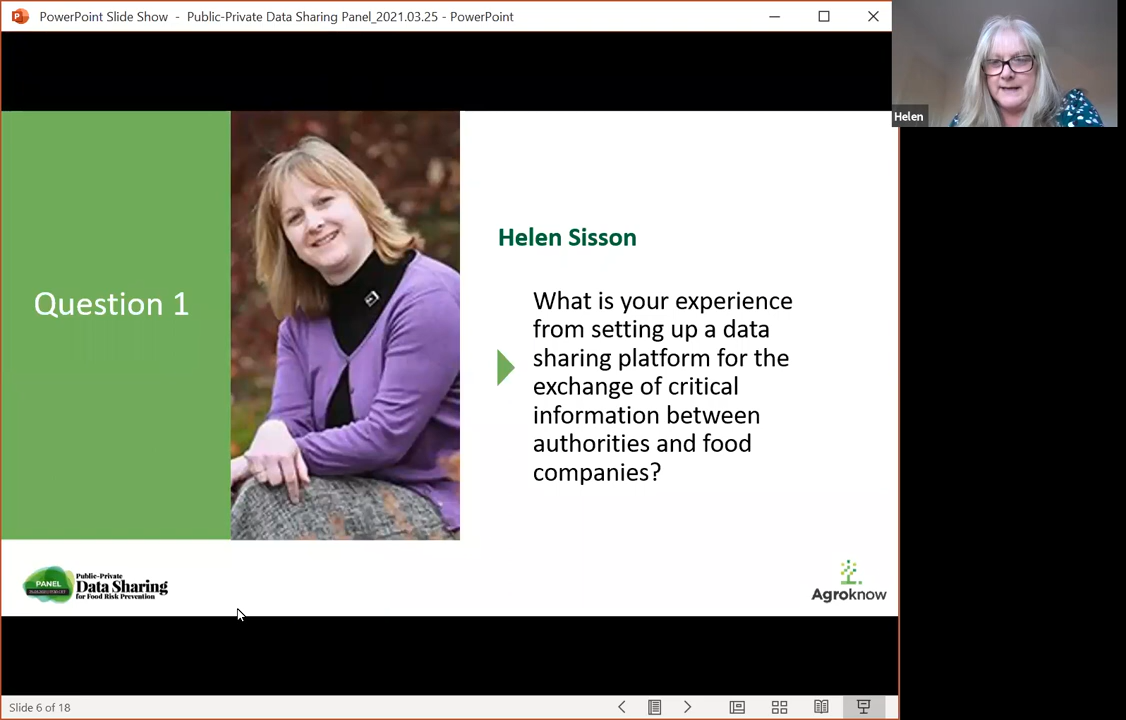 PowerPoint Slide Show - Public-Private Data Sharing Panel_2021.03.25 - PowerPoint
Helen
Helen Sisson
Question 1
What is your experience
from setting up a data
sharing platform for the
exchange of critical
information between
authorities and food
companies?
PANEL
Public-Private
Data Sharing
for Food Risk Prevention
Agroknow
Slide 6 of 18